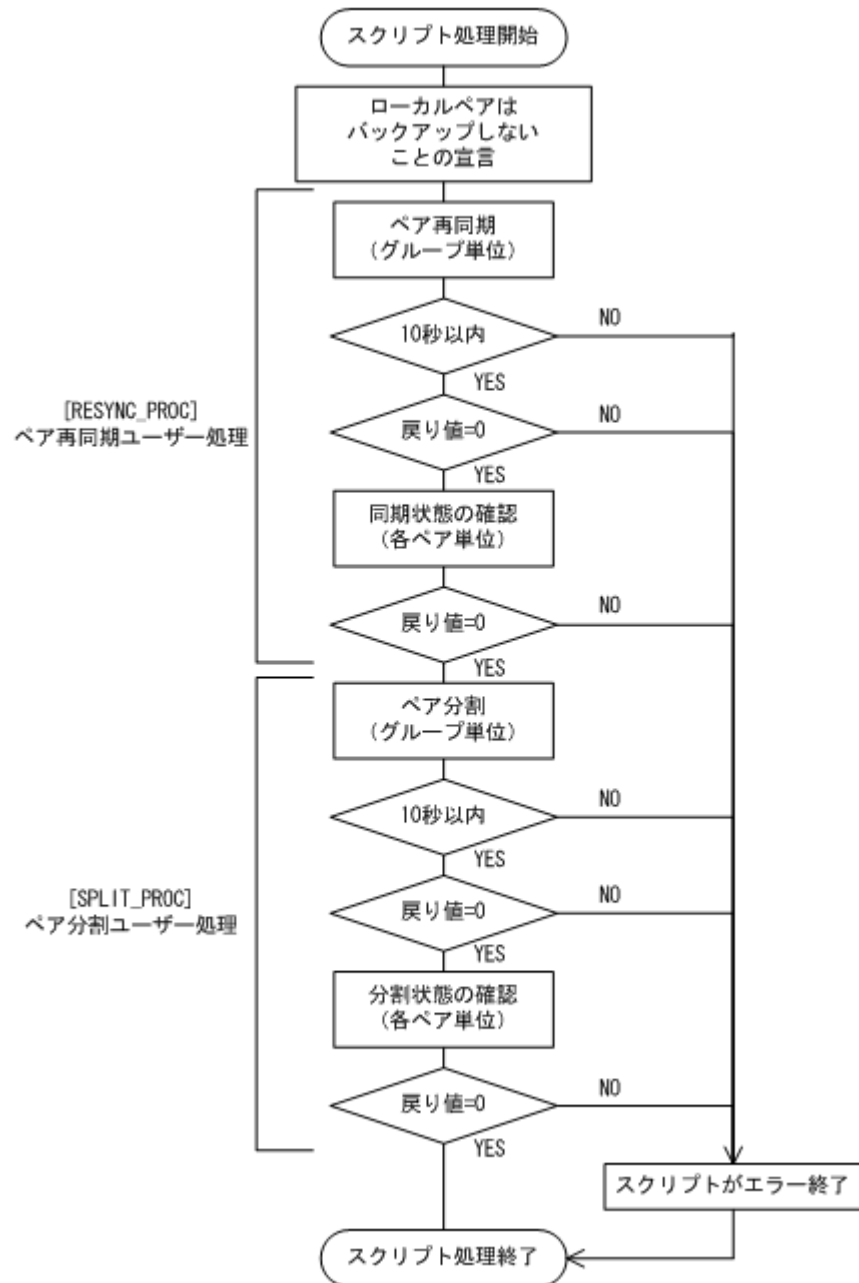 スクリプト処理開始
ローカルペアは
バックアップしない
ことの宣言
ペア再同期
(グループ単位)
10秒以内
NO
YES
[RESYNC_PROC]
ペア再同期ユーザー処理
戻り値=0
NO
YES
同期状態の確認
(各ペア単位)
戻り値=0
NO
YES
ペア分割
(グループ単位)
10秒以内
NO
YES
[SPLIT_PROC]
ペア分割ユーザー処理
戻り値=0
NO
YES
分割状態の確認
(各ペア単位)
戻り値=0
NO
YES
スクリプトがエラー終了
スクリプト処理終了